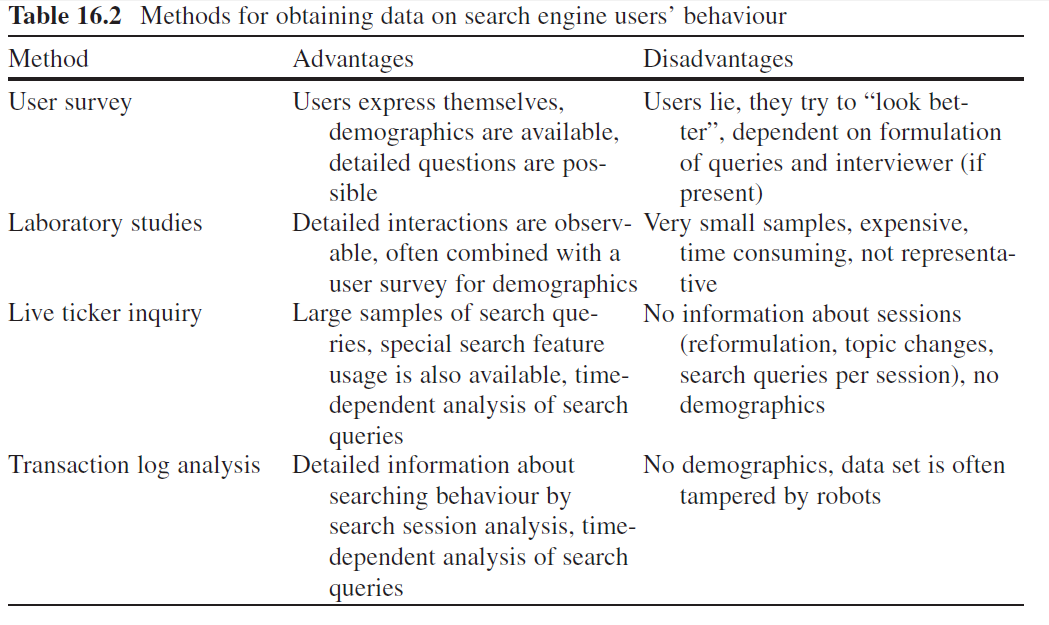 Table 16.2 Methods for obtaining data on search engine users’ behaviour
Method Advantages Disadvantages
User survey Users express themselves, Users lie, they try to “look bet-
demographics are available, ter”, dependent on formulation
detailed questions are pos- of queries and interviewer (if
sible present)
Laboratory studies Detailed interactions are observ- Very small samples, expensive,
able, often combined with a time consuming, not representa-
user survey for demographics tive
Live ticker inquiry Large samples of search que- No information about sessions
ries, special search feature (reformulation, topic changes,
usage is also available, time- search queries per session), no
dependent analysis of search demographics
queries
Transaction log analysis Detailed information about No demographics, data set is often
searching behaviour by tampered by robots
search session analysis, time-
dependent analysis of search
queries